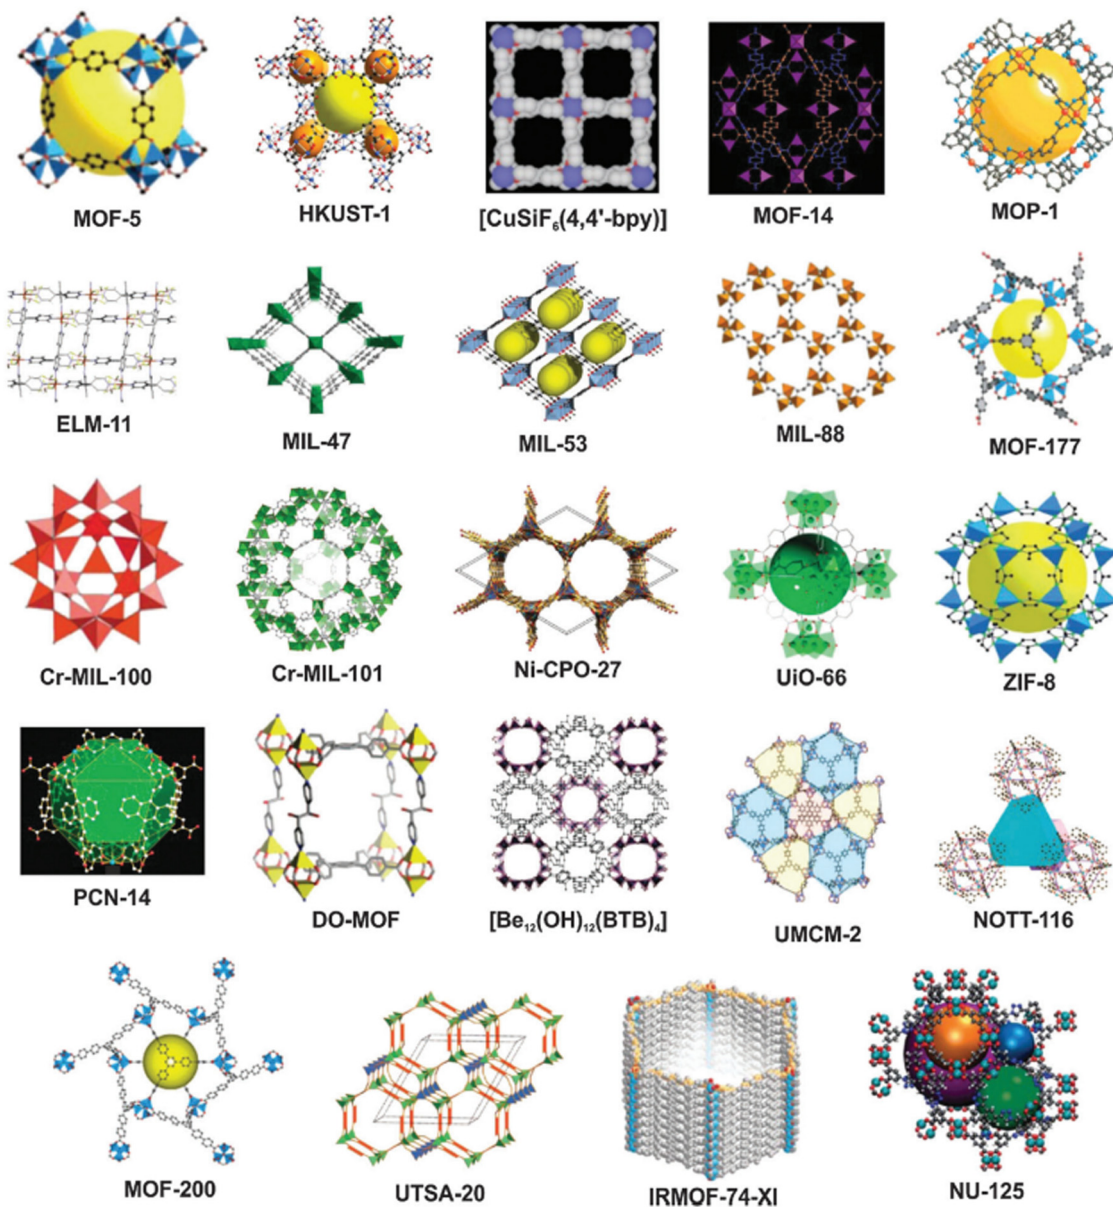 MOF-5
HKUST-1
[CuSiF₆(4,4'-bpy)]
MOF-14
MOP-1
ELM-11
MIL-47
MIL-53
MIL-88
MOF-177
Cr-MIL-100
Cr-MIL-101
Ni-CPO-27
UiO-66
ZIF-8
PCN-14
DO-MOF
[Be₁₂(OH)₁₂(BTB)₄]
UMCM-2
NOTT-116
MOF-200
UTSA-20
IRMOF-74-XI
NU-125